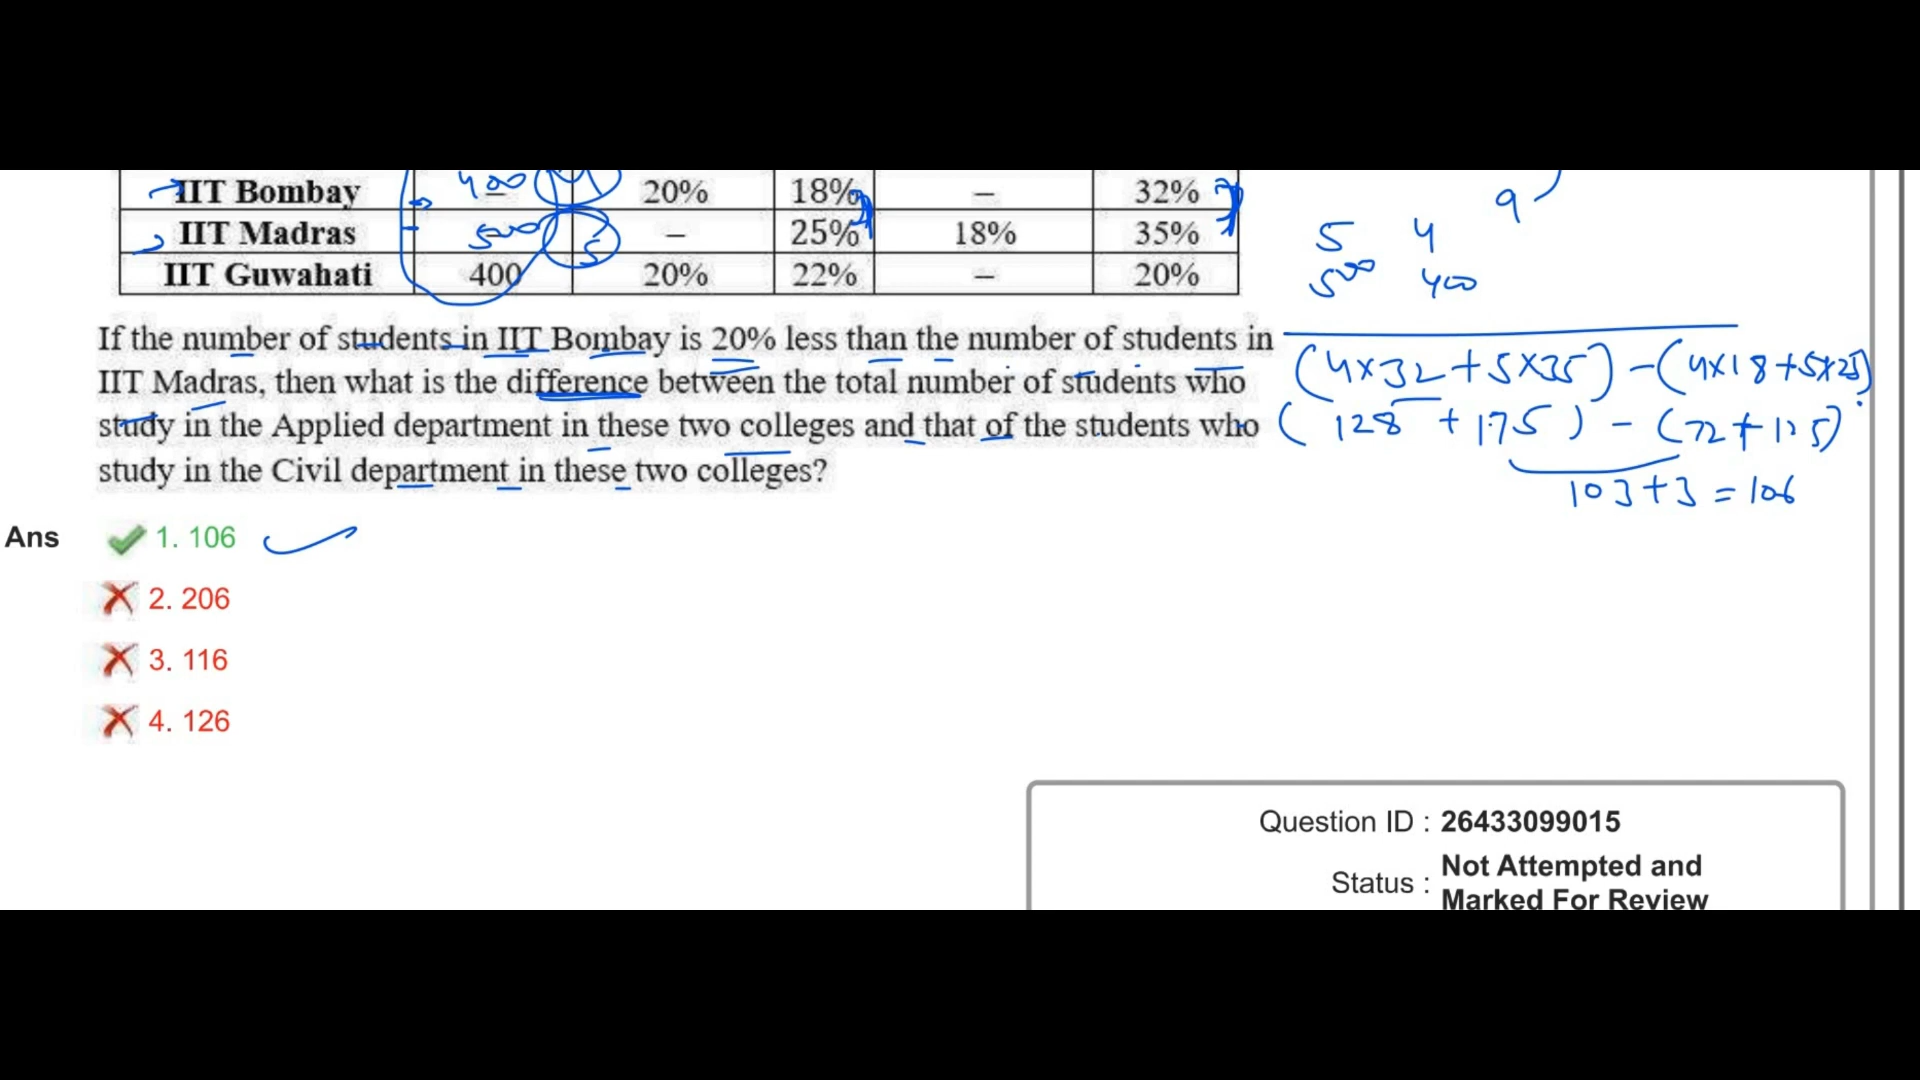 IIT Bombay 400 – 20% 18% – 32%
IIT Madras 500 5 – 25% 18% 35%
IIT Guwahati 400 20% 22% – 20%
9
5 4
500 400
If the number of students in IIT Bombay is 20% less than the number of students in
IIT Madras, then what is the difference between the total number of students who
study in the Applied department in these two colleges and that of the students who
study in the Civil department in these two colleges?
(4×32+5×35)-(4×18+5×25)
(128+175)-(72+125)
103+3=106
Ans 1. 106
2. 206
3. 116
4. 126
Question ID : 26433099015
Status : Not Attempted and
Marked For Review